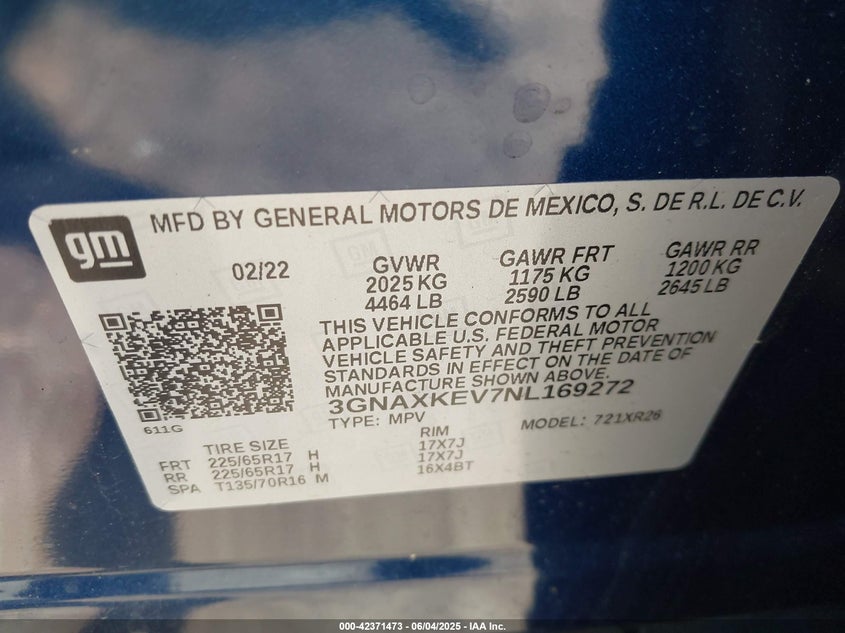 gm
MFD BY GENERAL MOTORS DE MEXICO, S. DE R.L. DE C.V.
02/22 GVWR GAWR FRT GAWR RR
2025 KG 1175 KG 1200 KG
4464 LB 2590 LB 2645 LB
THIS VEHICLE CONFORMS TO ALL
APPLICABLE U.S. FEDERAL MOTOR
VEHICLE SAFETY AND THEFT PREVENTION
STANDARDS IN EFFECT ON THE DATE OF
MANUFACTURE SHOWN ABOVE.
3GNAXKEV7NL169272
611G
TYPE: MPV MODEL: 721XR26
TIRE SIZE RIM
FRT 225/65R17 H 17X7J
RR 225/65R17 H 17X7J
SPA T135/70R16 M 16X4BT
000-42371473 - 06/04/2025 - IAA Inc.